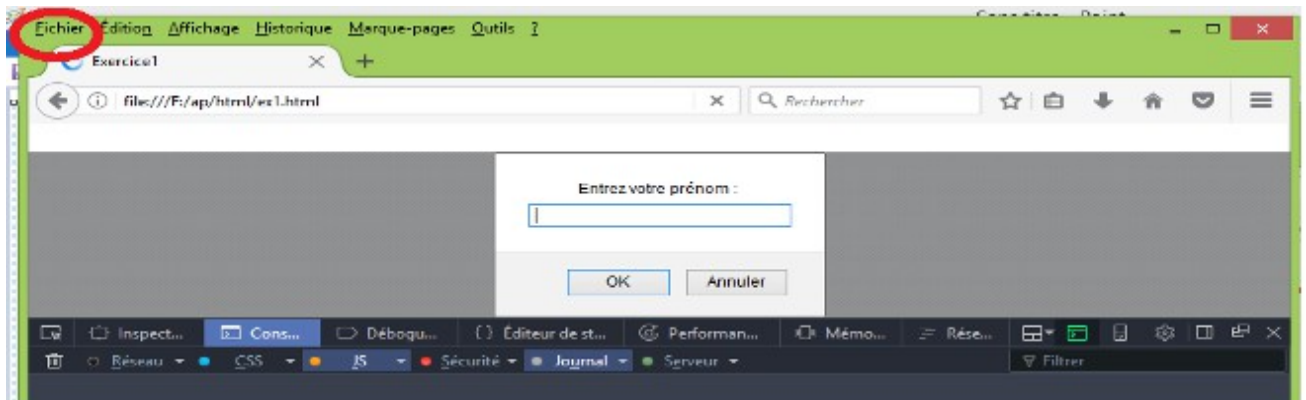 Fichier Édition Affichage Historique Marque-pages Outils ?
Exercice1
file:///F:/ap/html/ex1.html Rechercher
Entrez votre prénom :
OK Annuler
Inspect... Cons... Débogu... {} Éditeur de st... Performan... Mémo... Rése...
Réseau CSS JS Sécurité Journal Serveur Filtrer